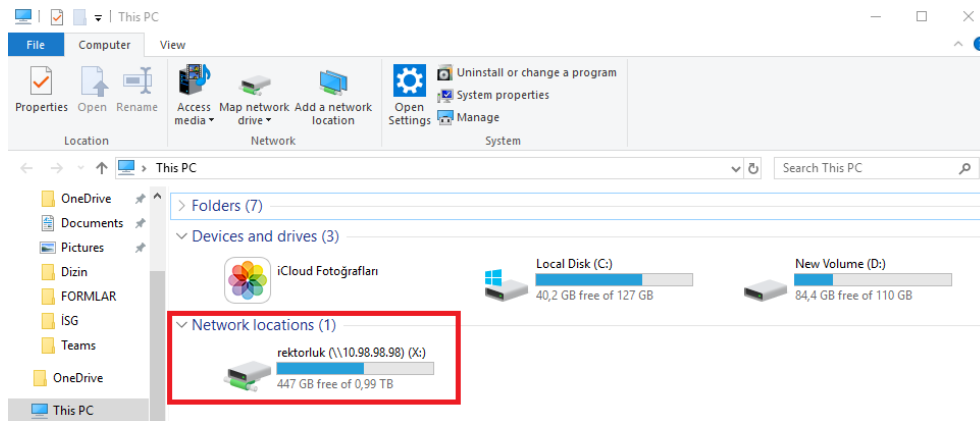 This PC
File Computer View
Properties Open Rename Access media Map network drive Add a network location Open Settings Uninstall or change a program
System properties
Manage
Location Network System
This PC Search This PC
OneDrive
Documents
Pictures
Dizin
FORMLAR
İSG
Teams
OneDrive
This PC
Folders (7)
Devices and drives (3)
iCloud Fotoğrafları
Local Disk (C:)
40,2 GB free of 127 GB
New Volume (D:)
84,4 GB free of 110 GB
Network locations (1)
rektorluk (\\10.98.98.98) (X:)
447 GB free of 0,99 TB